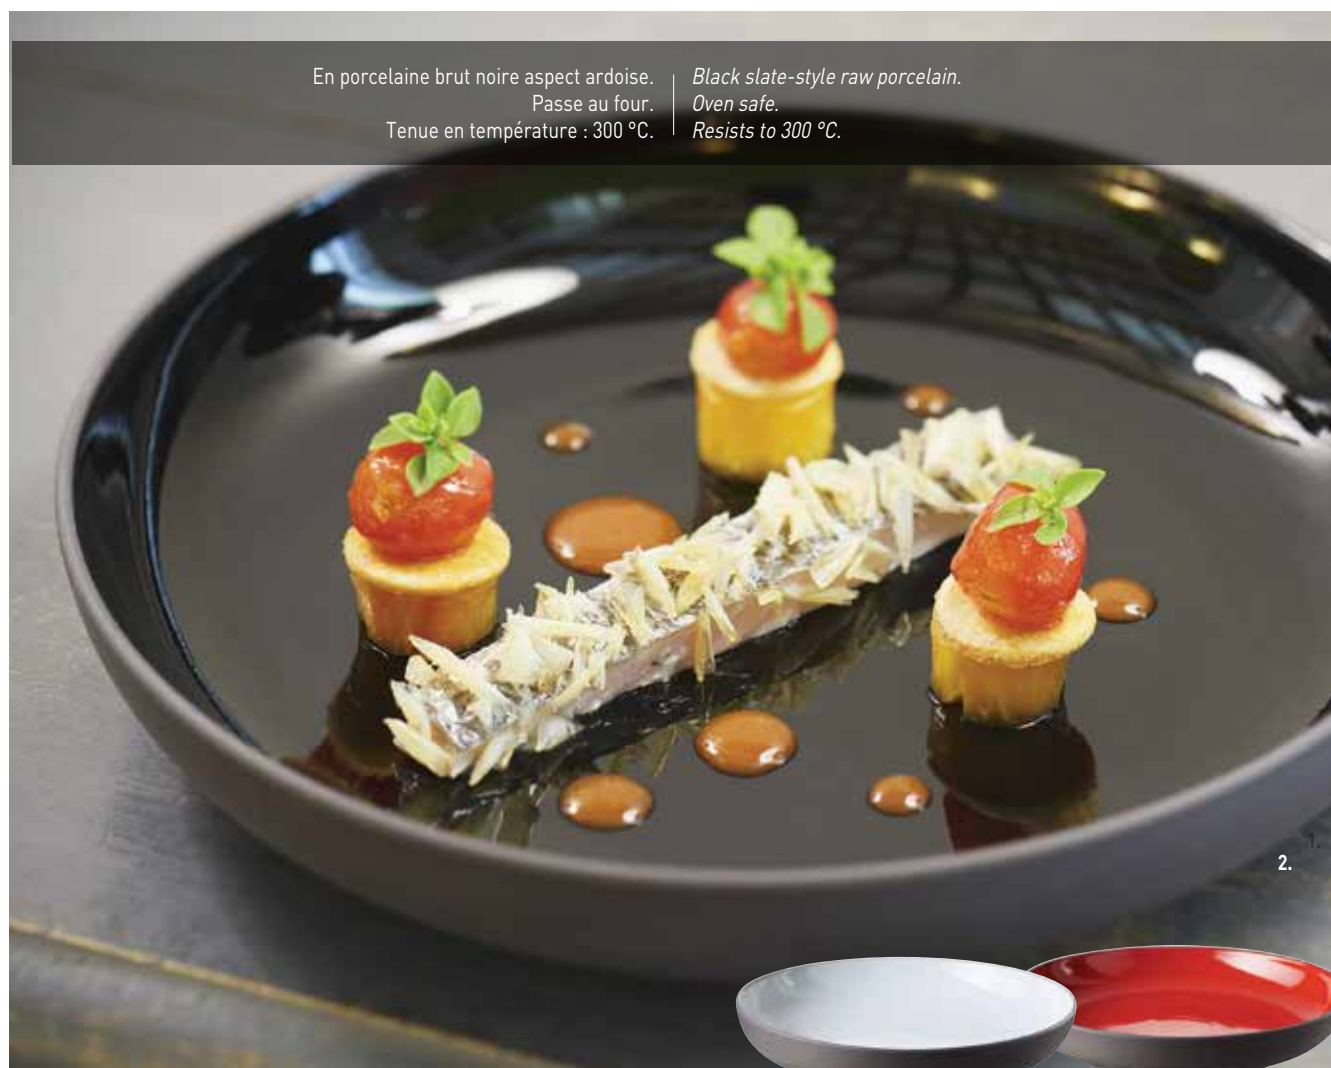 En porcelaine brut noire aspect ardoise.
Passe au four.
Tenue en température : 300 °C.
Black slate-style raw porcelain.
Oven safe.
Resists to 300 °C.
1.
2.